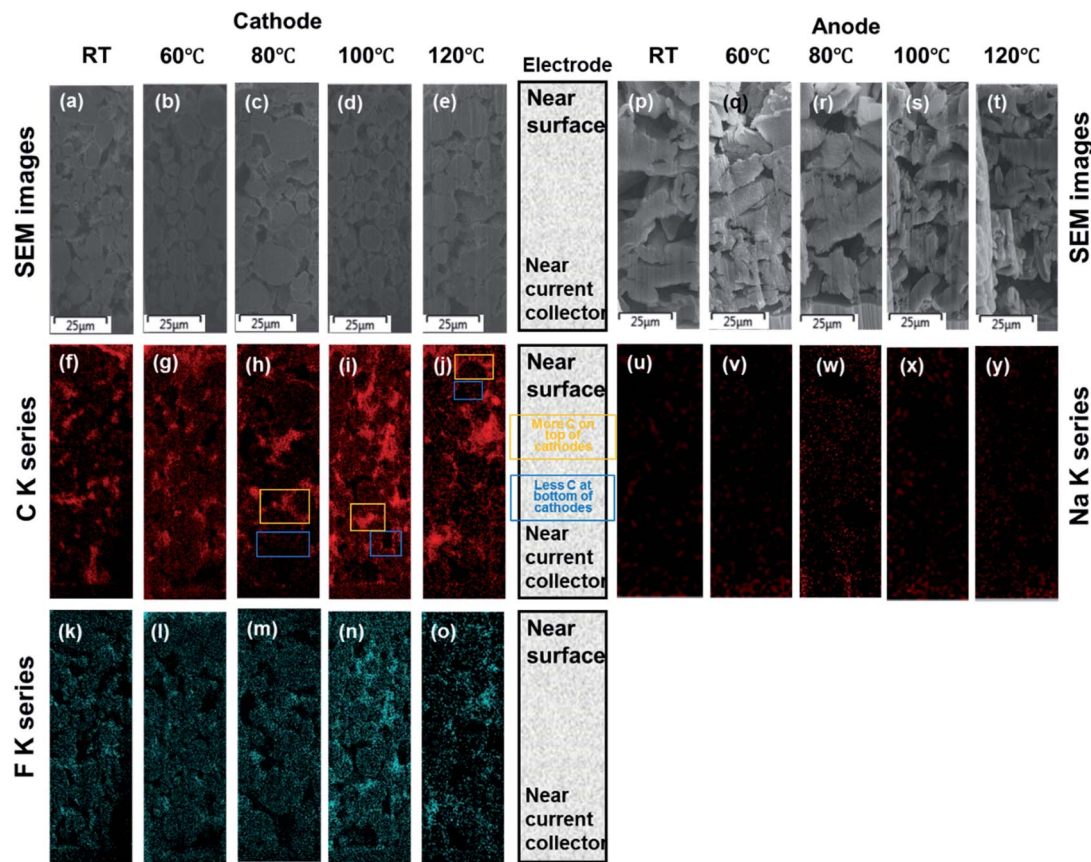 Cathode
Anode
RT
60℃
80℃
100℃
120℃
Electrode
RT
60℃
80℃
100℃
120℃
SEM images
(a)
(b)
(c)
(d)
(e)
Near
surface
Near
current
collector
(p)
(q)
(r)
(s)
(t)
SEM images
25μm
25μm
25μm
25μm
25μm
25μm
25μm
25μm
25μm
25μm
C K series
(f)
(g)
(h)
(i)
(j)
Near
surface
More C on
top of
cathodes
Less C at
bottom of
cathodes
Near
current
collector
(u)
(v)
(w)
(x)
(y)
Na K series
F K series
(k)
(l)
(m)
(n)
(o)
Near
surface
Near
current
collector